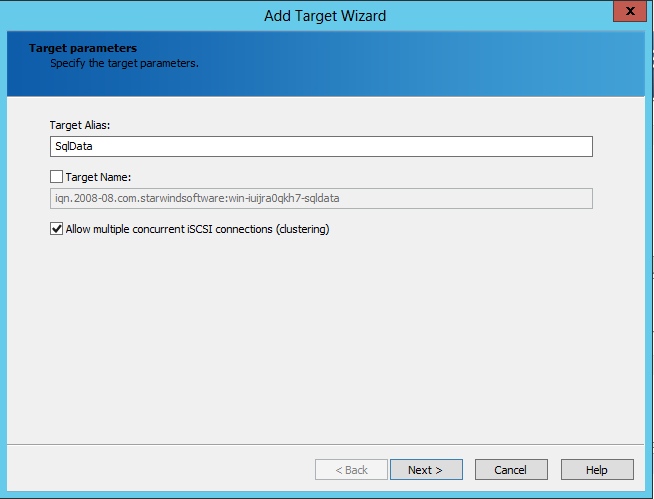 Add Target Wizard
X
Target parameters
Specify the target parameters.
Target Alias:
SqlData
Target Name:
iqn.2008-08.com.starwindsoftware:win-iuijra0qkh7-sqldata
Allow multiple concurrent iSCSI connections (clustering)
< Back
Next >
Cancel
Help